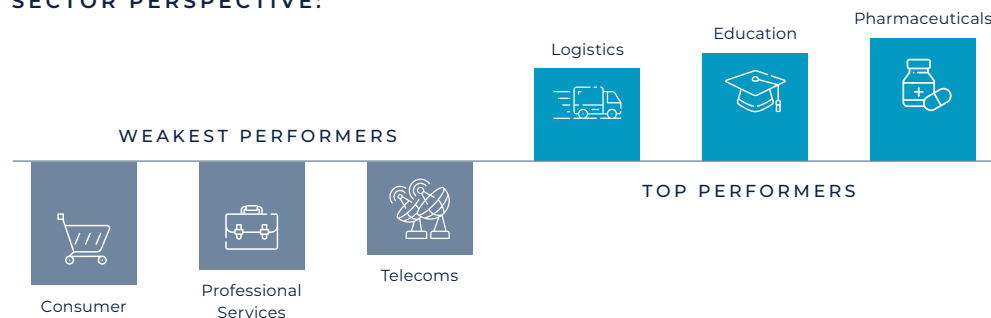 SECTOR PERSPECTIVE:
Pharmaceuticals
Education
Logistics
WEAKEST PERFORMERS
TOP PERFORMERS
Telecoms
Professional
Services
Consumer